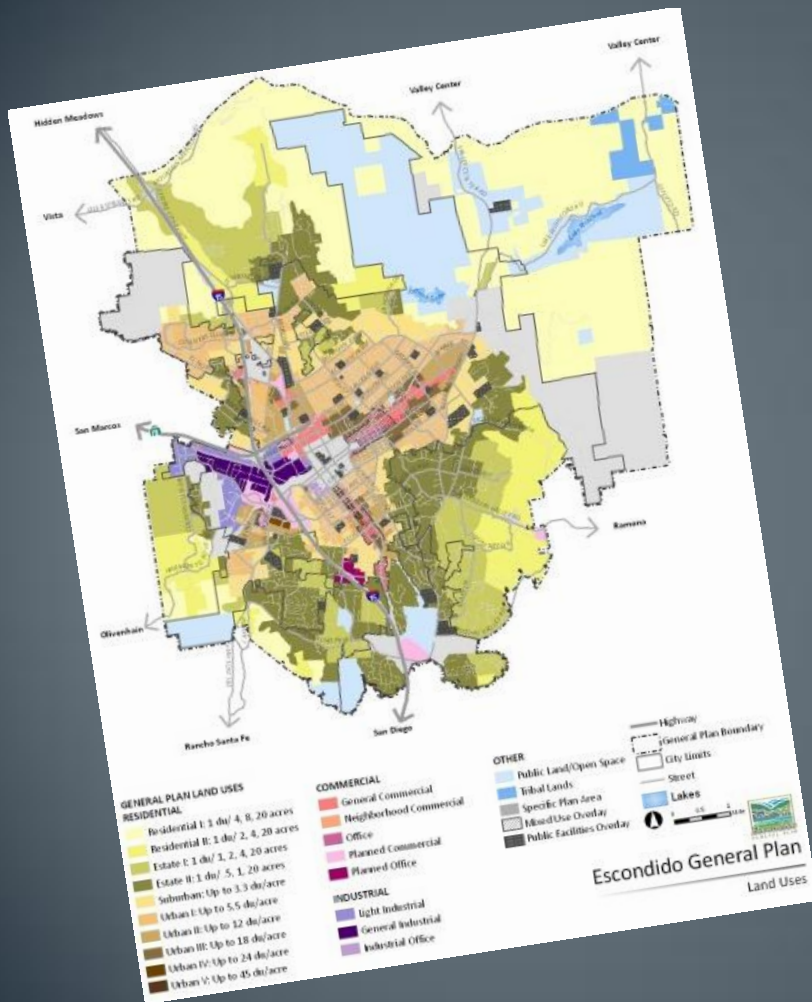 Valley Center
Valley Center
Hidden Meadows
Vista
15
San Marcos
Ramona
15
Olivenhain
Rancho Santa Fe
San Diego
GENERAL PLAN LAND USES
RESIDENTIAL
Residential I: 1 du/ 4, 8, 20 acres
Residential II: 1 du/ 2, 4, 20 acres
Estate I: 1 du/ 1, 2, 4, 20 acres
Estate II: 1 du/ .5, 1, 20 acres
Suburban: Up to 3.3 du/acre
Urban I: Up to 5.5 du/acre
Urban II: Up to 12 du/acre
Urban III: Up to 18 du/acre
Urban IV: Up to 24 du/acre
Urban V: Up to 45 du/acre
COMMERCIAL
General Commercial
Neighborhood Commercial
Office
Planned Commercial
Planned Office
INDUSTRIAL
Light Industrial
General Industrial
Industrial Office
OTHER
Public Land/Open Space
Tribal Lands
Specific Plan Area
Mixed Use Overlay
Public Facilities Overlay
Highway
General Plan Boundary
City Limits
Street
Lakes
Escondido General Plan
Land Uses